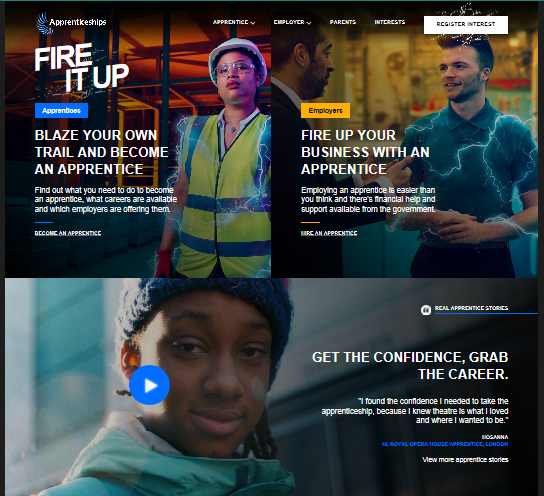 Apprenticeships
APPRENTICE
EMPLOYER
PARENTS
INTERESTS
REGISTER INTEREST
FIRE
IT UP
Apprentices
BLAZE YOUR OWN
TRAIL AND BECOME
AN APPRENTICE
Find out what you need to do to become
an apprentice, what careers are available
and which employers are offering them.
BECOME AN APPRENTICE
Employers
FIRE UP YOUR
BUSINESS WITH AN
APPRENTICE
Employing an apprentice is easier than
you think and there's financial help and
support available from the government.
HIRE AN APPRENTICE
REAL APPRENTICE STORIES
GET THE CONFIDENCE, GRAB
THE CAREER.
"I found the confidence I needed to take the
apprenticeship, because I knew theatre is what I loved
and where I wanted to be."
HOSANNA
ROYAL OPERA HOUSE APPRENTICE, LONDON
View more apprentice stories